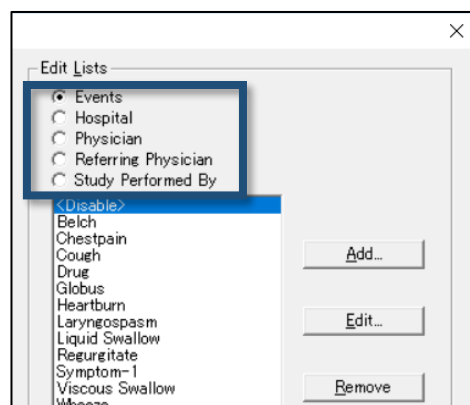 Edit Lists
Events
Hospital
Physician
Referring Physician
Study Performed By
<Disable>
Belch
Chestpain
Cough
Drug
Globus
Heartburn
Laryngospasm
Liquid Swallow
Regurgitate
Symptom-1
Viscous Swallow
Add...
Edit...
Remove